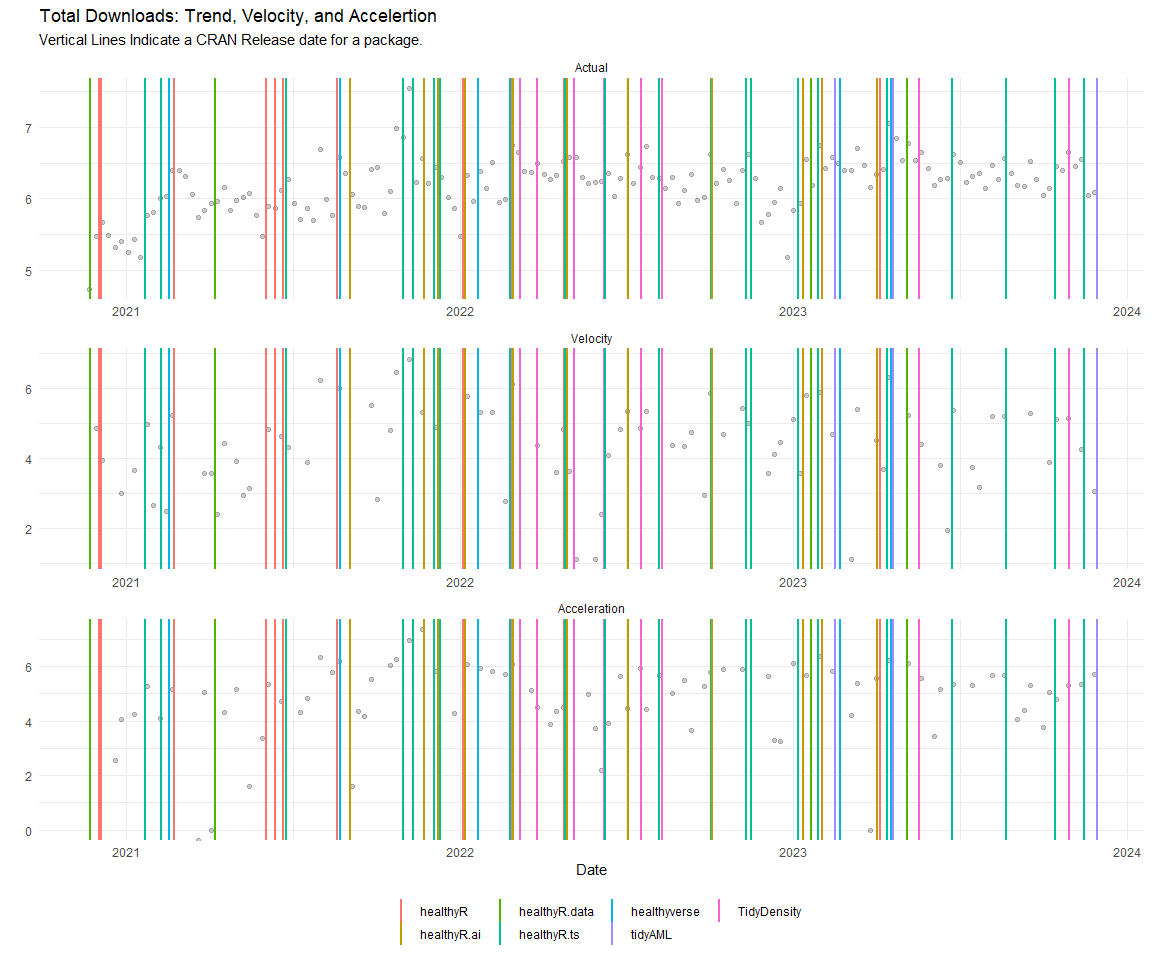 Total Downloads: Trend, Velocity, and Accelertion
Vertical Lines Indicate a CRAN Release date for a package.
Actual
7
6
5
2021 2022 2023 2024
Velocity
6
4
2
2021 2022 2023 2024
Acceleration
6
4
2
0
2021 2022 2023 2024
Date
healthyR healthyR.data healthyverse TidyDensity
healthyR.ai healthyR.ts tidyAML